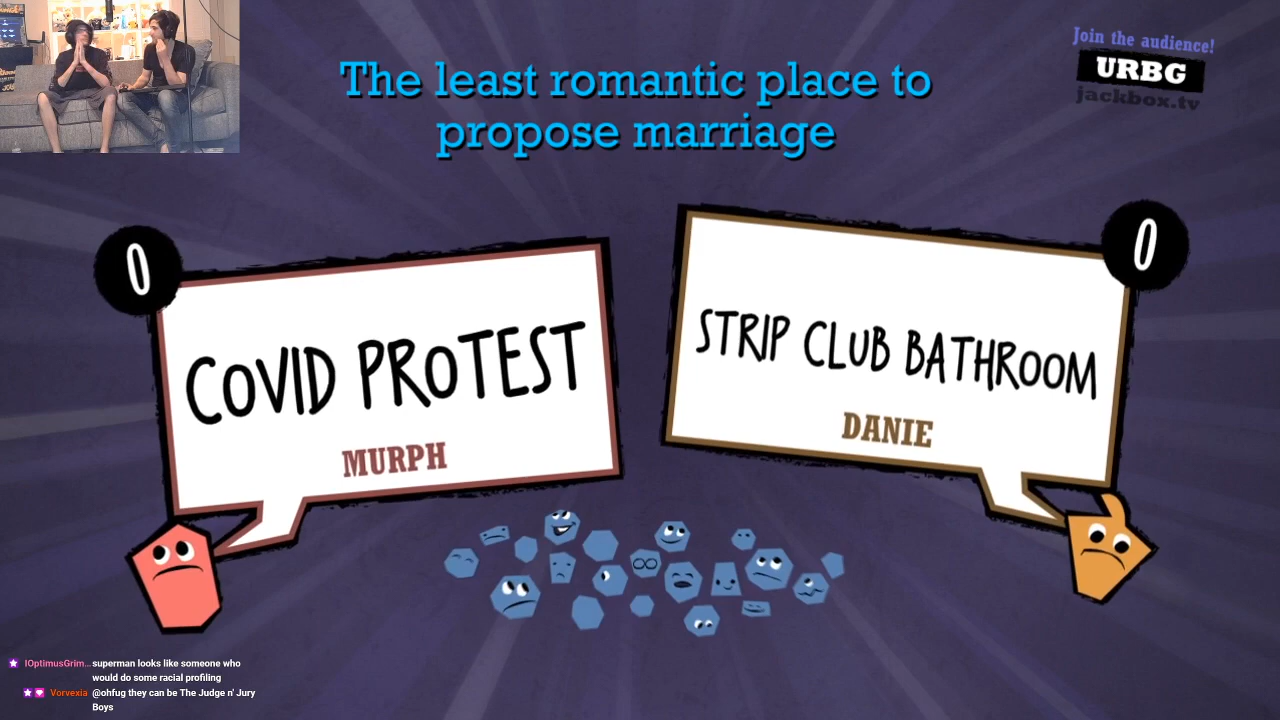 The least romantic place to
propose marriage
Join the audience!
URBG
jackbox.tv
0
COVID PROTEST
MURPH
0
STRIP CLUB BATHROOM
DANIE
IOptimusGrim... superman looks like someone who
would do some racial profiling
Vorvexia @ohfug they can be The Judge n' Jury
Boys